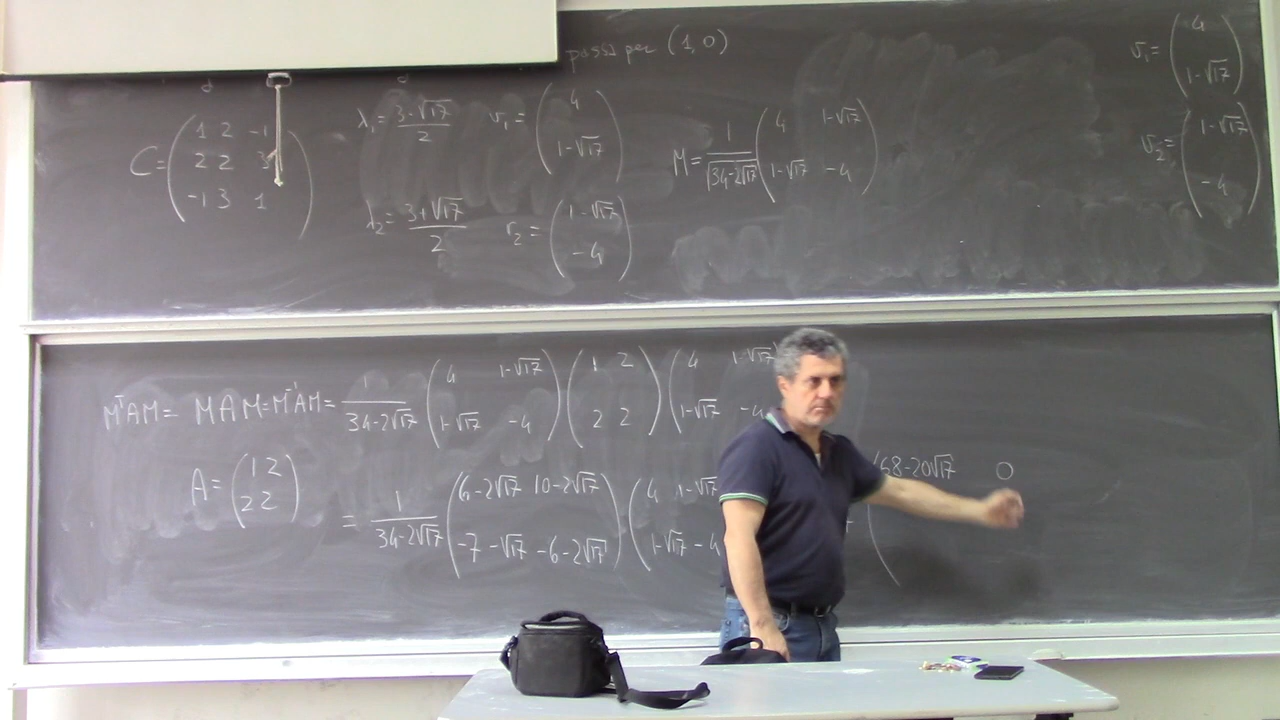 passi per (1,0)
C = ( 1 2 -1 ; 2 2 3 ; -1 3 1 )
λ₁ = (3-√17)/2   v₁ = ( 4 ; 1-√17 )
λ₂ = (3+√17)/2   r₂ = ( 1-√17 ; -4 )
M = 1/√(34-2√17) ( 4 1-√17 ; 1-√17 -4 )
v₁ = ( 4 ; 1-√17 )
v₂ = ( 1-√17 ; -4 )
MᵀAM = MAM = M⁻¹AM = 1/(34-2√17) ( 4 1-√17 ; 1-√17 -4 ) ( 1 2 ; 2 2 ) ( 4 1-√17 ; 1-√17 -4
A = ( 1 2 ; 2 2 )
= 1/(34-2√17) ( 6-2√17 10-2√17 ; -7-√17 -6-2√17 ) ( 4 1-√17 ; 1-√17 -4
( 68-20√17 0